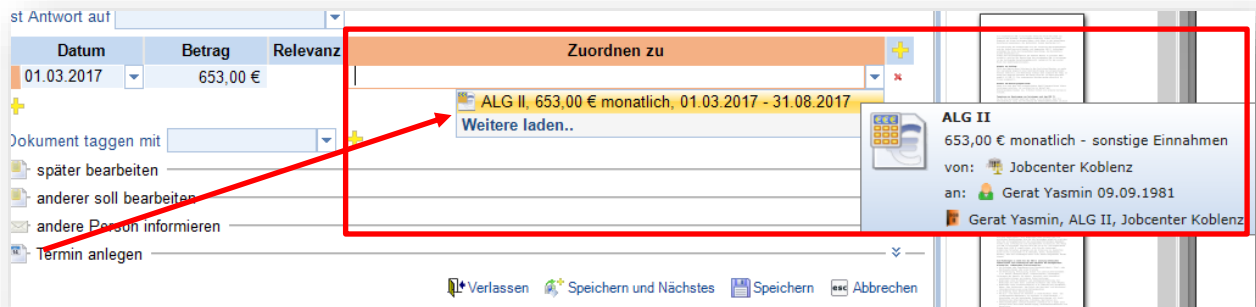 st Antwort auf
Datum Betrag Relevanz Zuordnen zu
01.03.2017 653,00 €
ALG II, 653,00 € monatlich, 01.03.2017 - 31.08.2017
Weitere laden..
ALG II
653,00 € monatlich - sonstige Einnahmen
von: Jobcenter Koblenz
an: Gerat Yasmin 09.09.1981
Gerat Yasmin, ALG II, Jobcenter Koblenz
Dokument taggen mit
später bearbeiten
anderer soll bearbeiten
andere Person informieren
Termin anlegen
Verlassen Speichern und Nächstes Speichern esc Abbrechen